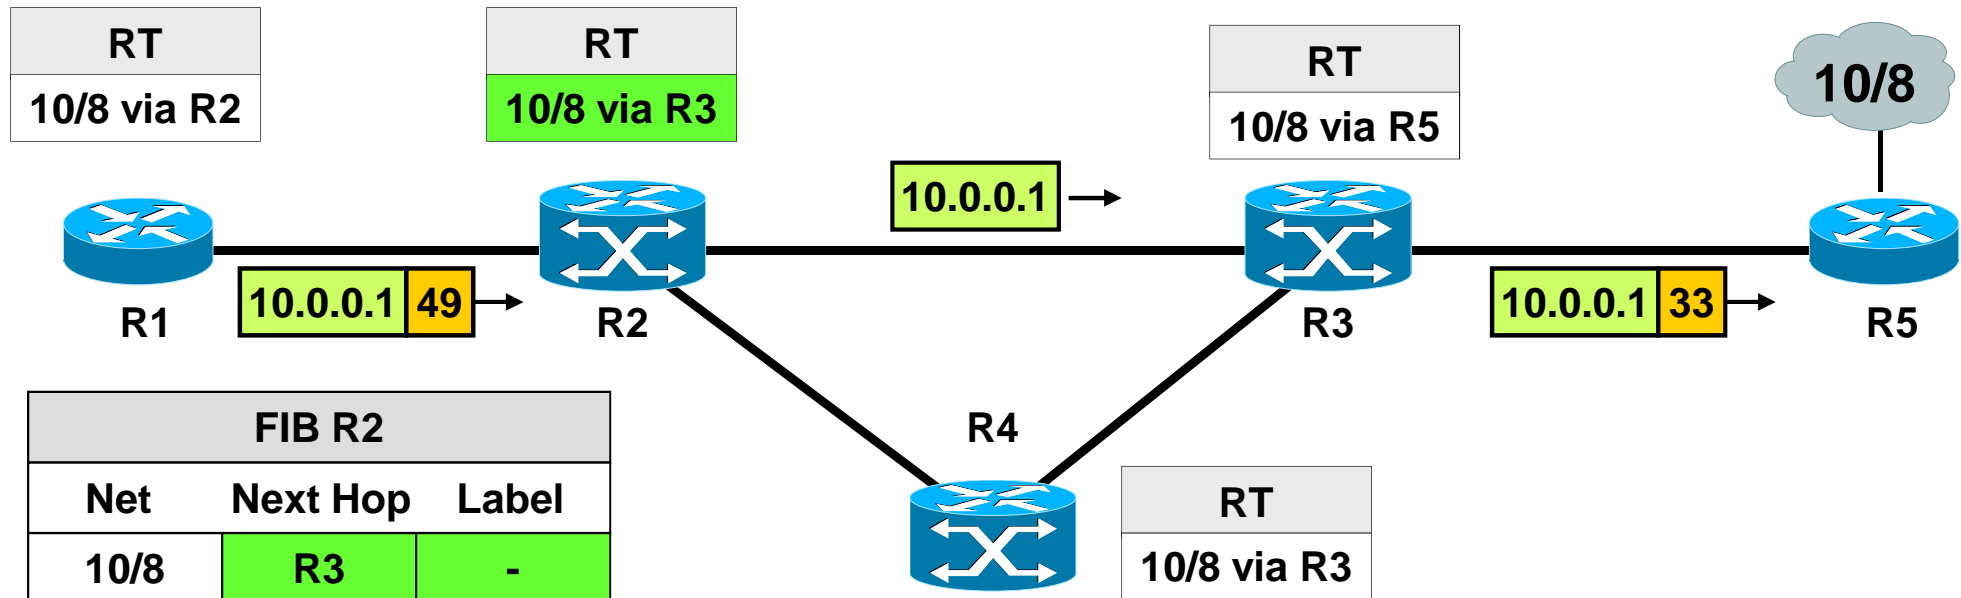 RT
10/8 via R2
RT
10/8 via R3
RT
10/8 via R5
10/8
10.0.0.1
10.0.0.1 49
10.0.0.1 33
R1
R2
R3
R5
R4
FIB R2
Net Next Hop Label
10/8 R3 -
RT
10/8 via R3